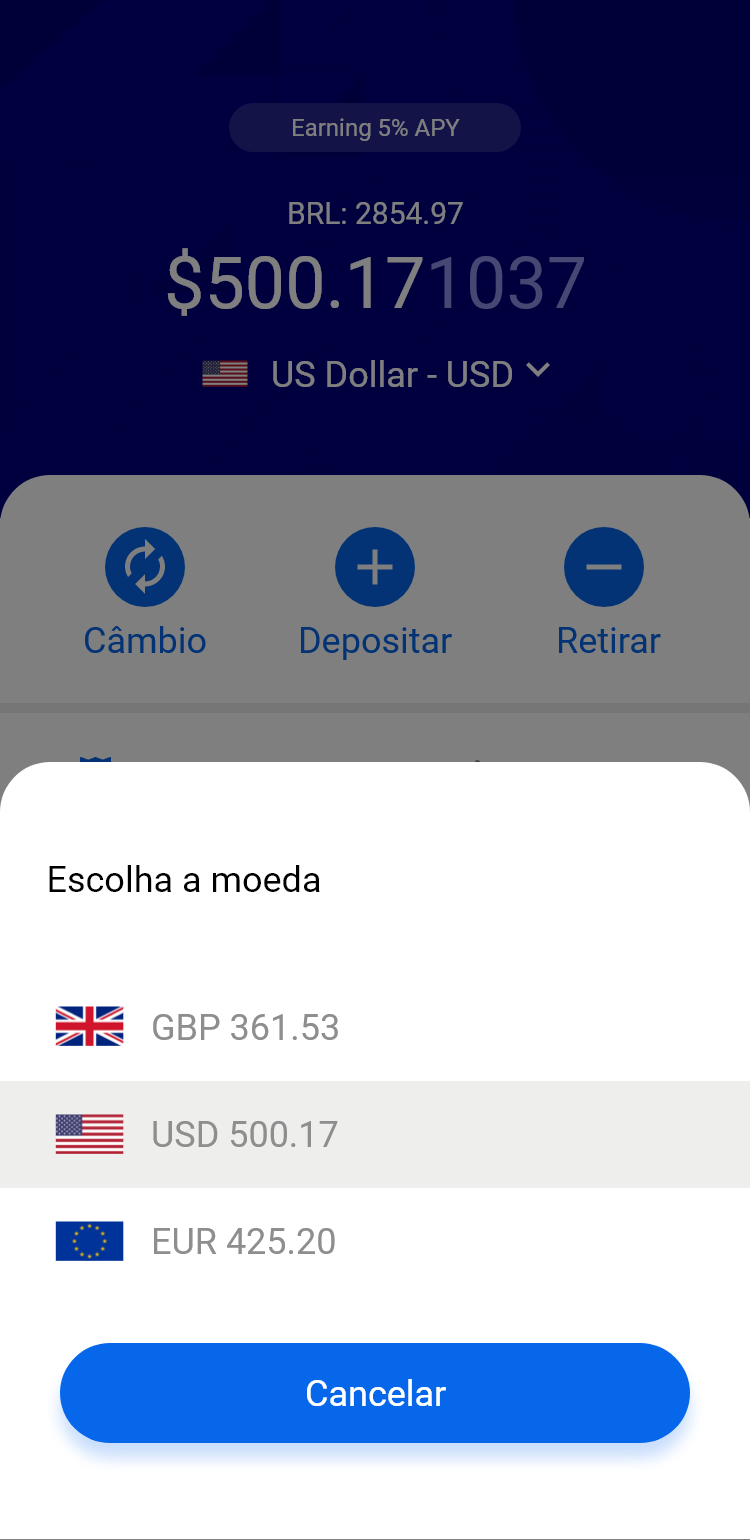 Earning 5% APY
BRL: 2854.97
$500.171037
US Dollar - USD
Câmbio
Depositar
Retirar
Escolha a moeda
GBP 361.53
USD 500.17
EUR 425.20
Cancelar